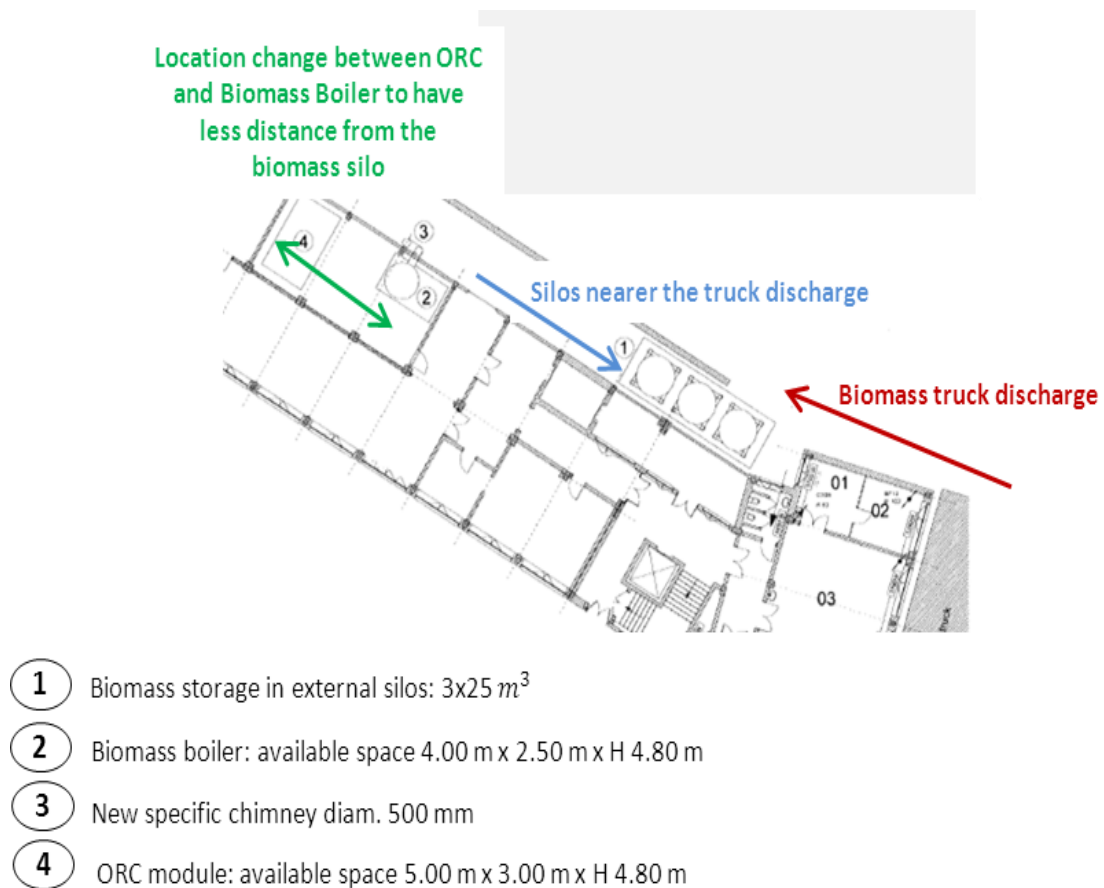 Location change between ORC
and Biomass Boiler to have
less distance from the
biomass silo
4
3
2
Silos nearer the truck discharge
1
Biomass truck discharge
01
02
03
truck
1 Biomass storage in external silos: 3x25 m³
2 Biomass boiler: available space 4.00 m x 2.50 m x H 4.80 m
3 New specific chimney diam. 500 mm
4 ORC module: available space 5.00 m x 3.00 m x H 4.80 m